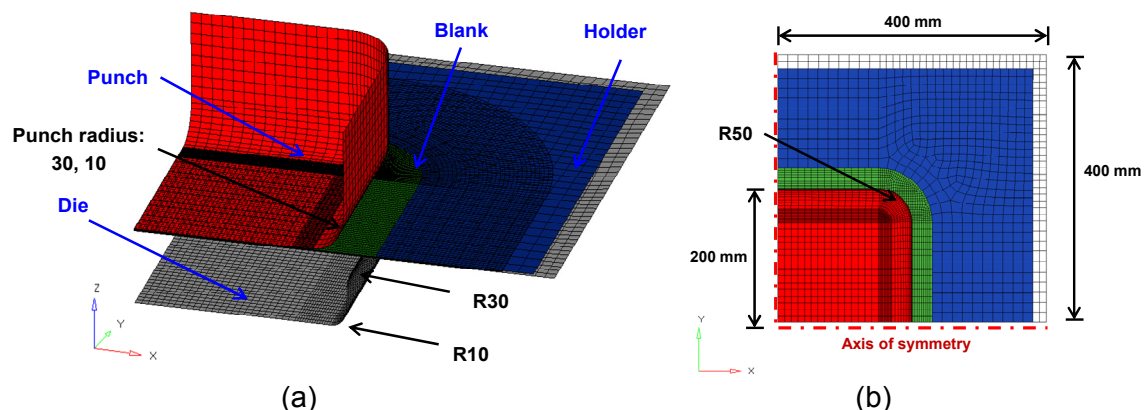 Blank
Holder
Punch
Punch radius:
30, 10
Die
R30
R10
Z
Y
X
(a)
400 mm
R50
400 mm
200 mm
Y
X
Axis of symmetry
(b)